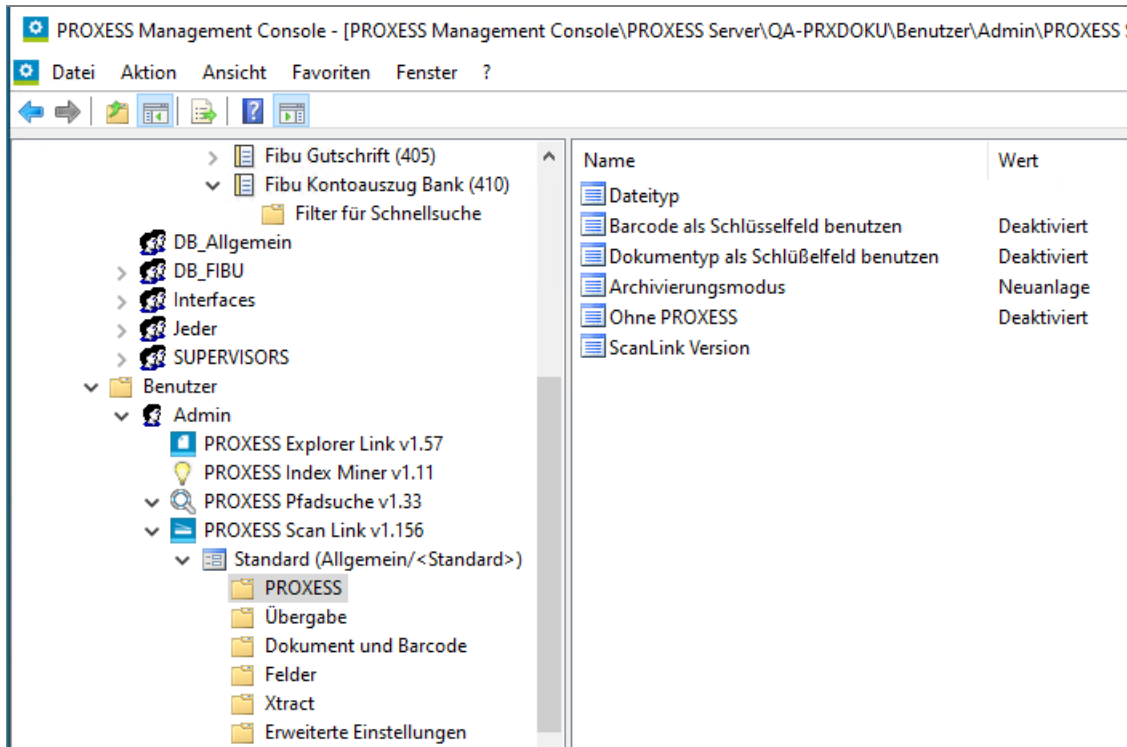 PROXESS Management Console - [PROXESS Management Console\PROXESS Server\QA-PRXDOKU\Benutzer\Admin\PROXESS
Datei Aktion Ansicht Favoriten Fenster ?
Fibu Gutschrift (405)
Fibu Kontoauszug Bank (410)
Filter für Schnellsuche
DB_Allgemein
DB_FIBU
Interfaces
Jeder
SUPERVISORS
Benutzer
Admin
PROXESS Explorer Link v1.57
PROXESS Index Miner v1.11
PROXESS Pfadsuche v1.33
PROXESS Scan Link v1.156
Standard (Allgemein/<Standard>)
PROXESS
Übergabe
Dokument und Barcode
Felder
Xtract
Erweiterte Einstellungen
Name Wert
Dateityp
Barcode als Schlüsselfeld benutzen Deaktiviert
Dokumentyp als Schlüßelfeld benutzen Deaktiviert
Archivierungsmodus Neuanlage
Ohne PROXESS Deaktiviert
ScanLink Version